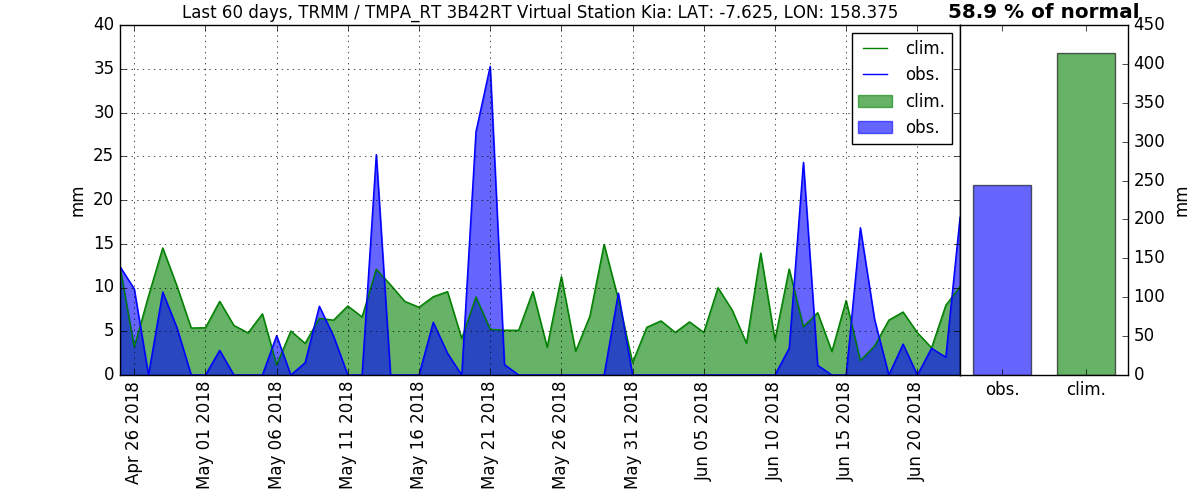 Last 60 days, TRMM / TMPA_RT 3B42RT Virtual Station Kia: LAT: -7.625, LON: 158.375
58.9 % of normal
40
35
30
25
20
15
10
5
0
mm
clim.
obs.
clim.
obs.
Apr 26 2018
May 01 2018
May 06 2018
May 11 2018
May 16 2018
May 21 2018
May 26 2018
May 31 2018
Jun 05 2018
Jun 10 2018
Jun 15 2018
Jun 20 2018
450
400
350
300
250
200
150
100
50
0
mm
obs.
clim.